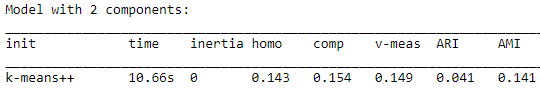 Model with 2 components:
init time inertia homo comp v-meas ARI AMI
k-means++ 10.66s 0 0.143 0.154 0.149 0.041 0.141